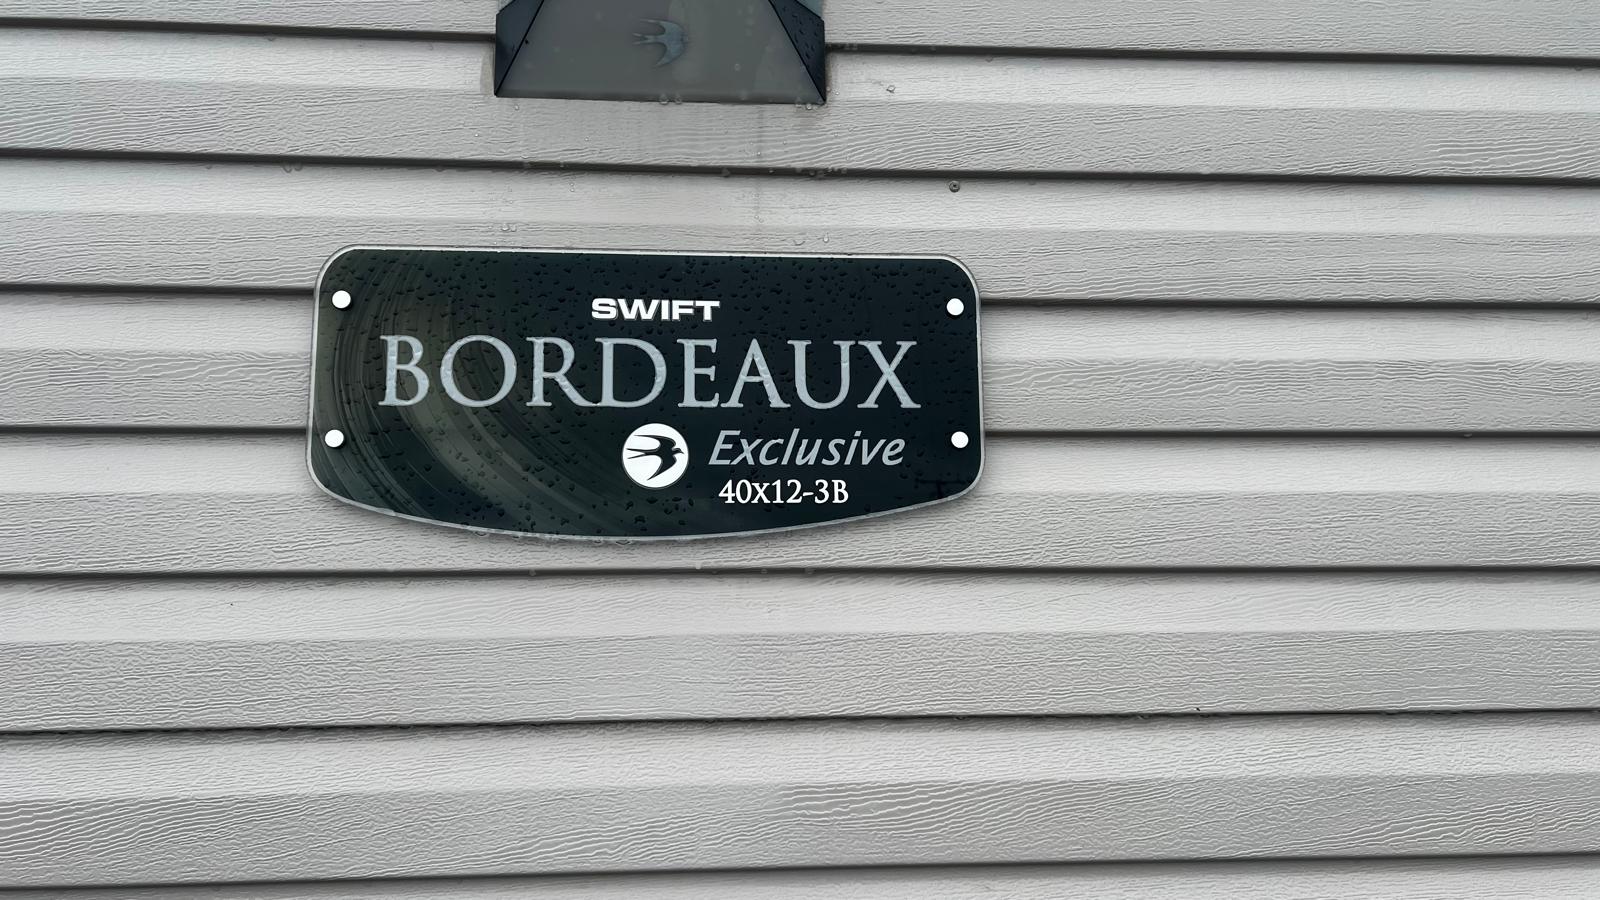 SWIFT
BORDEAUX
Exclusive
40x12-3B